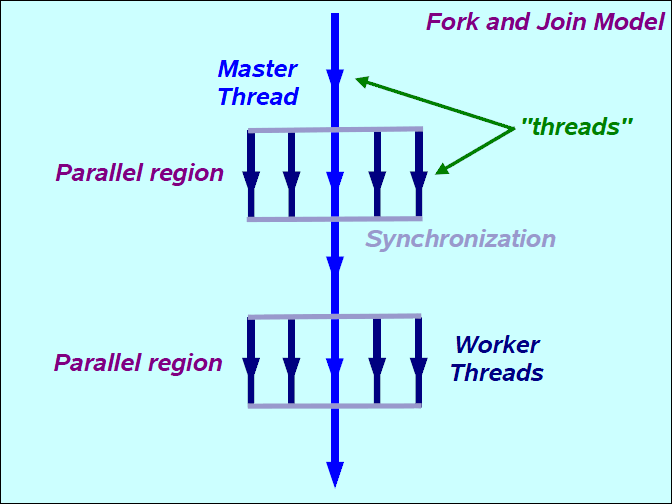 Fork and Join Model
Master
Thread
"threads"
Parallel region
Synchronization
Worker
Threads
Parallel region